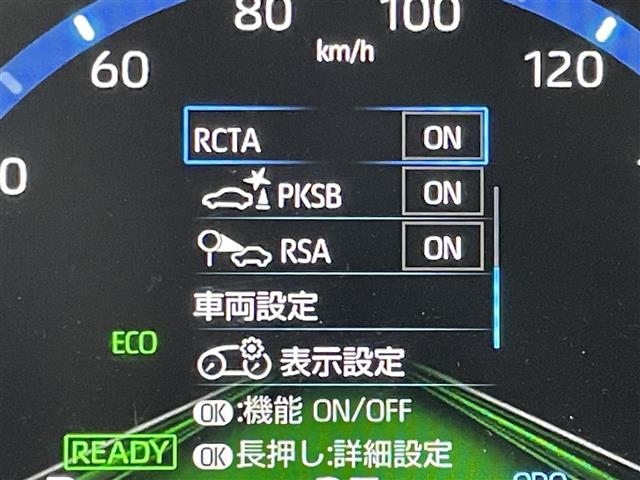 80 100
km/h
60 120
RCTA ON
PKSB ON
RSA ON
車両設定
ECO
表示設定
OK:機能 ON/OFF
READY
OK長押し:詳細設定